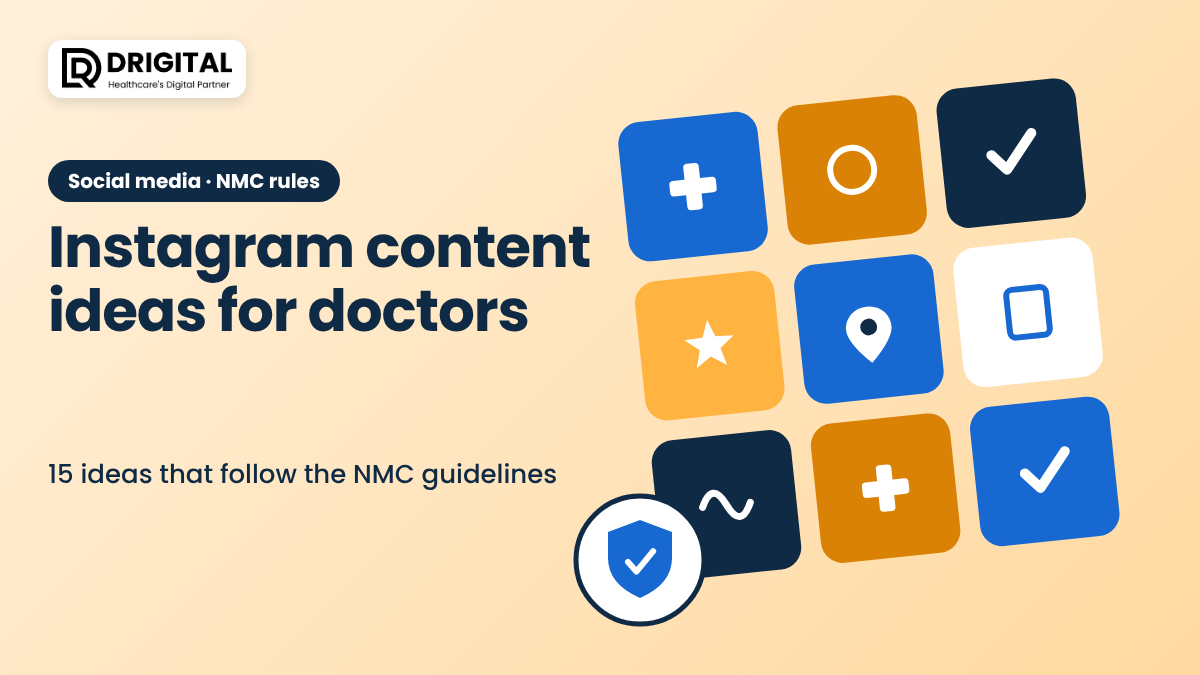 DRIGITAL
Healthcare's Digital Partner
Social media · NMC rules
Instagram content
ideas for doctors
15 ideas that follow the NMC guidelines